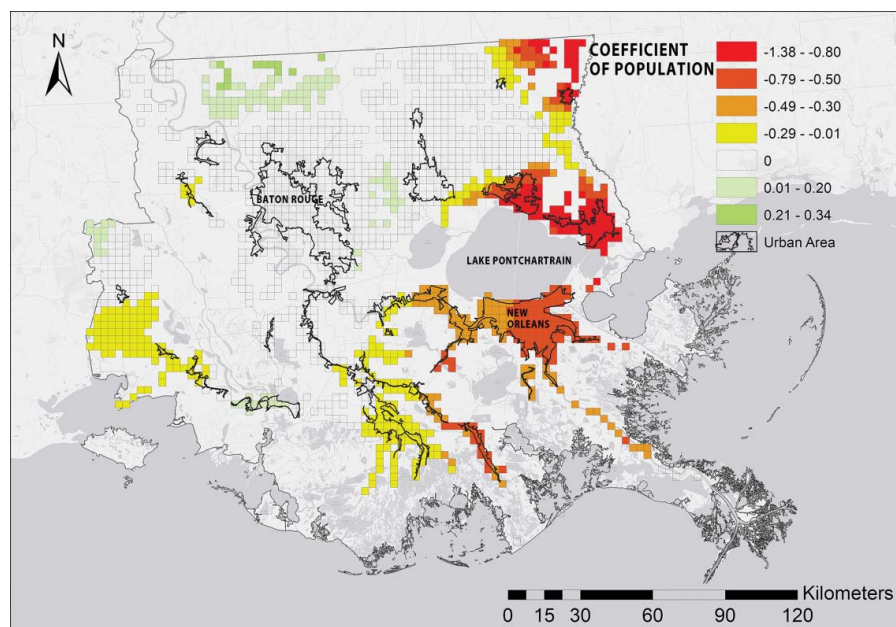 N
COEFFICIENT
OF POPULATION
-1.38 - -0.80
-0.79 - -0.50
-0.49 - -0.30
-0.29 - -0.01
0
0.01 - 0.20
0.21 - 0.34
Urban Area
BATON ROUGE
LAKE PONTCHARTRAIN
NEW
ORLEANS
Kilometers
0 15 30 60 90 120